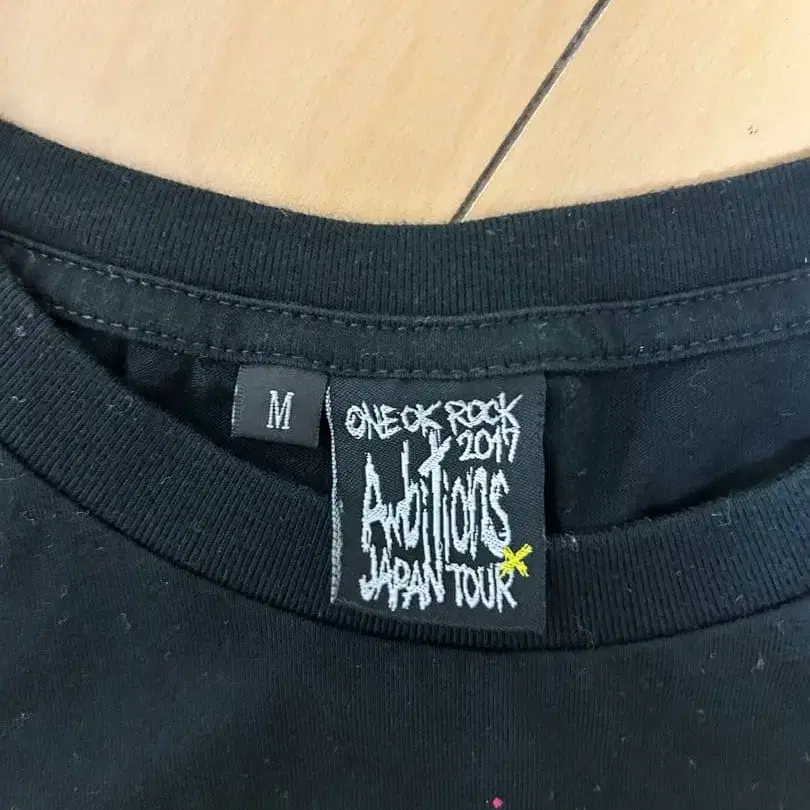 M
ONE OK ROCK
2017
Ambitions
JAPAN TOUR